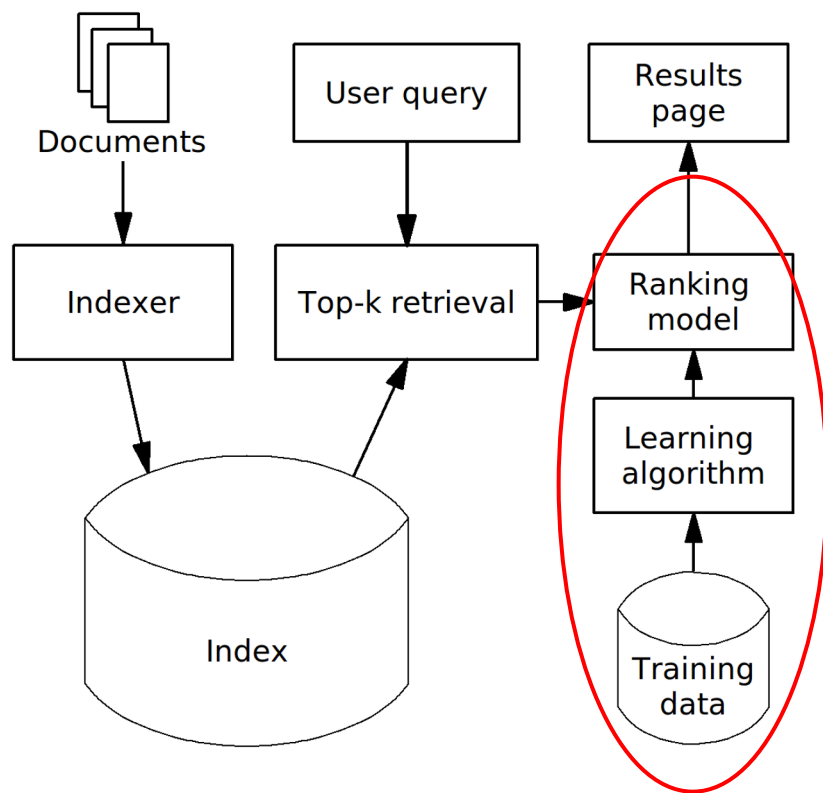 Documents
User query
Results
page
Indexer
Top-k retrieval
Ranking
model
Learning
algorithm
Index
Training
data